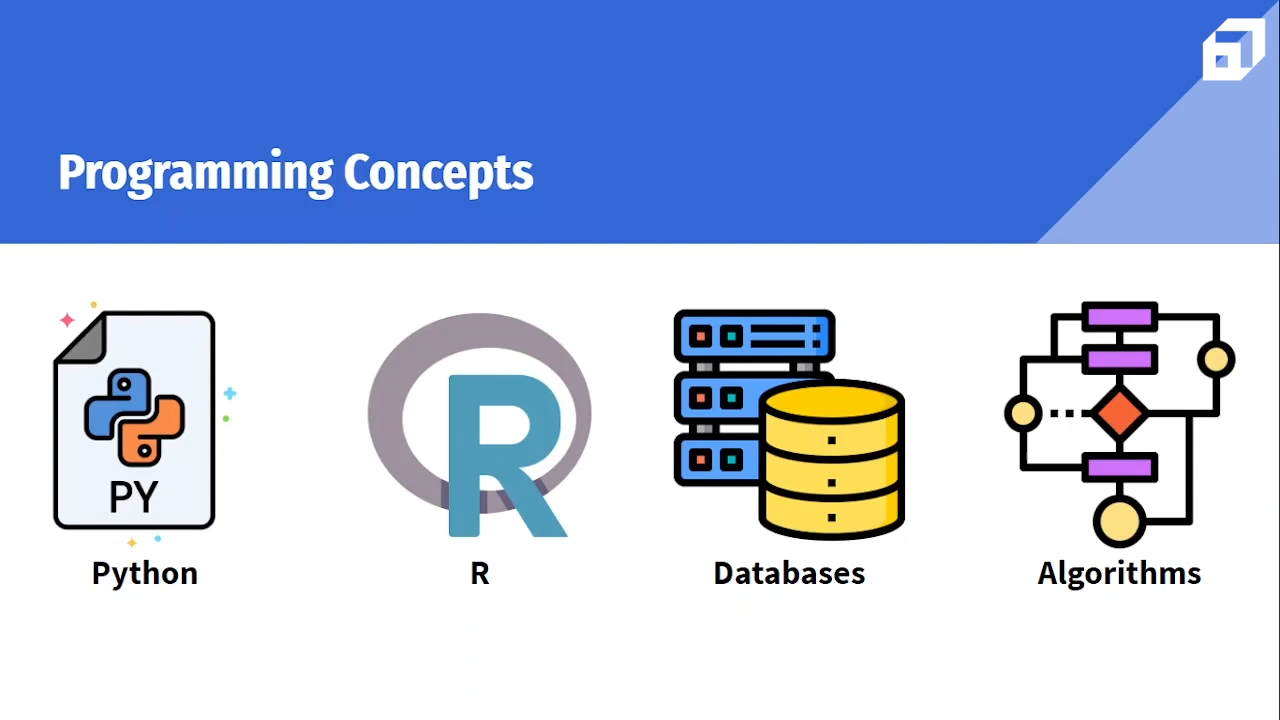 Programming Concepts
PY
R
Python
R
Databases
Algorithms